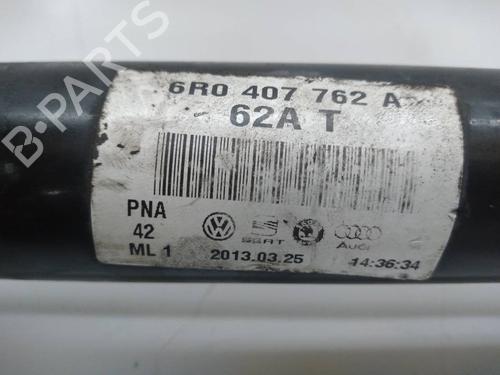 6R0 407 762 A
62A T
PNA
42
ML 1
SEAT
Audi
2013.03.25
14:36:34
B-PARTS